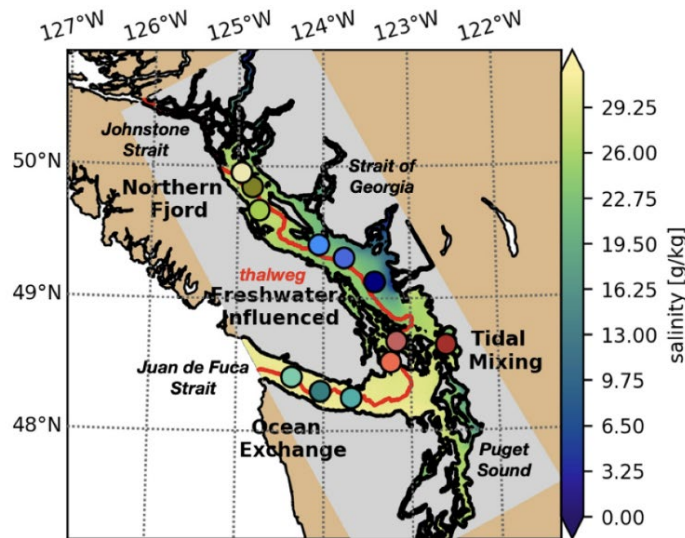 127°W 126°W 125°W 124°W 123°W 122°W
50°N
49°N
48°N
Johnstone
Strait
Northern
Fjord
Strait of
Georgia
thalweg
Freshwater
Influenced
Tidal
Mixing
Juan de Fuca
Strait
Ocean
Exchange
Puget
Sound
29.25
26.00
22.75
19.50
16.25
13.00
9.75
6.50
3.25
0.00
salinity [g/kg]